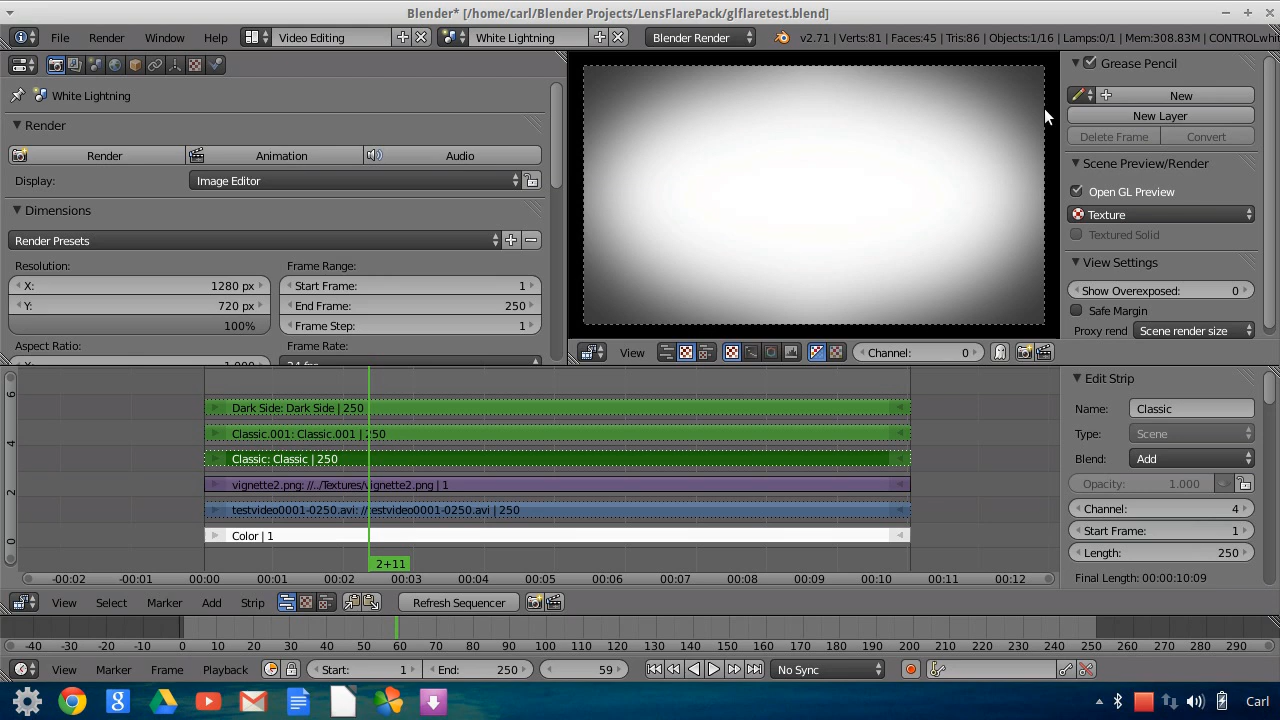 Blender* [/home/carl/Blender Projects/LensFlarePack/glflaretest.blend]
File Render Window Help Video Editing White Lightning Blender Render v2.71 | Verts:81 | Faces:45 | Tris:86 | Objects:1/16 | Lamps:0/1 | Mem:308.83M | CONTROLwhi
White Lightning
Render
Render Animation Audio
Display: Image Editor
Dimensions
Render Presets
Resolution: Frame Range:
X: 1280 px Start Frame: 1
Y: 720 px End Frame: 250
100% Frame Step: 1
Aspect Ratio: Frame Rate:
Grease Pencil
New
New Layer
Delete Frame Convert
Scene Preview/Render
Open GL Preview
Texture
Textured Solid
View Settings
Show Overexposed: 0
Safe Margin
Proxy rend Scene render size
View Channel: 0
6
4
2
0
Dark Side: Dark Side | 250
Classic.001: Classic.001 | 250
Classic: Classic | 250
vignette2.png: //../Textures/vignette2.png | 1
testvideo0001-0250.avi: //testvideo0001-0250.avi | 250
Color | 1
2+11
-00:02 -00:01 00:00 00:01 00:02 00:03 00:04 00:05 00:06 00:07 00:08 00:09 00:10 00:11 00:12
Edit Strip
Name: Classic
Type: Scene
Blend: Add
Opacity: 1.000
Channel: 4
Start Frame: 1
Length: 250
Final Length: 00:00:10:09
View Select Marker Add Strip Refresh Sequencer
-40 -30 -20 -10 0 10 20 30 40 50 60 70 80 90 100 110 120 130 140 150 160 170 180 190 200 210 220 230 240 250 260 270 280 290
View Marker Frame Playback Start: 1 End: 250 59 No Sync
Carl